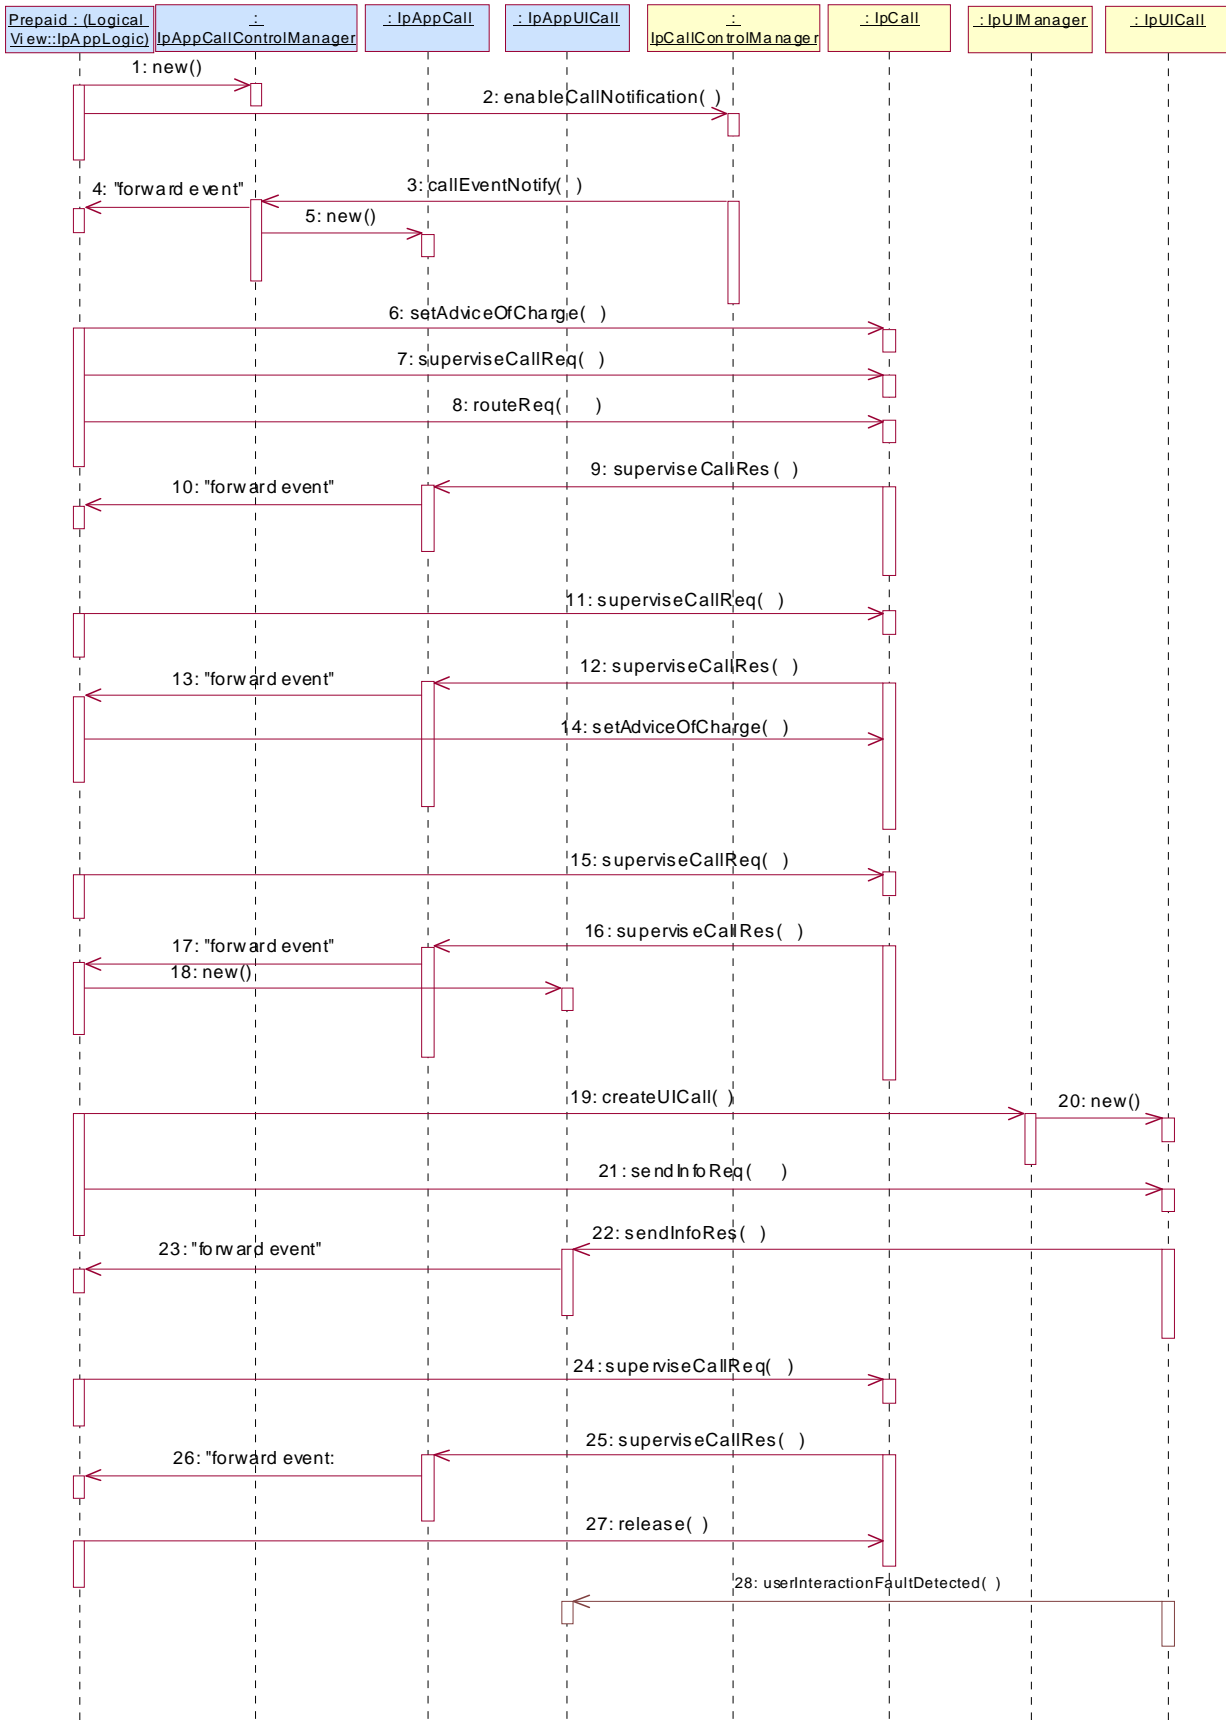 Prepaid : (Logical
View::IpAppLogic)
:
IpAppCallControlManager
: IpAppCall
: IpAppUICall
:
IpCallControlManager
: IpCall
: IpUIManager
: IpUICall
1: new()
2: enableCallNotification( )
3: callEventNotify( )
4: "forward event"
5: new()
6: setAdviceOfCharge( )
7: superviseCallReq( )
8: routeReq( )
9: superviseCallRes( )
10: "forward event"
11: superviseCallReq( )
12: superviseCallRes( )
13: "forward event"
14: setAdviceOfCharge( )
15: superviseCallReq( )
16: superviseCallRes( )
17: "forward event"
18: new()
19: createUICall( )
20: new()
21: sendInfoReq( )
22: sendInfoRes( )
23: "forward event"
24: superviseCallReq( )
25: superviseCallRes( )
26: "forward event:
27: release( )
28: userInteractionFaultDetected( )